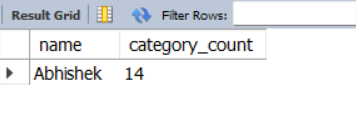 Result Grid Filter Rows:
name category_count
Abhishek 14